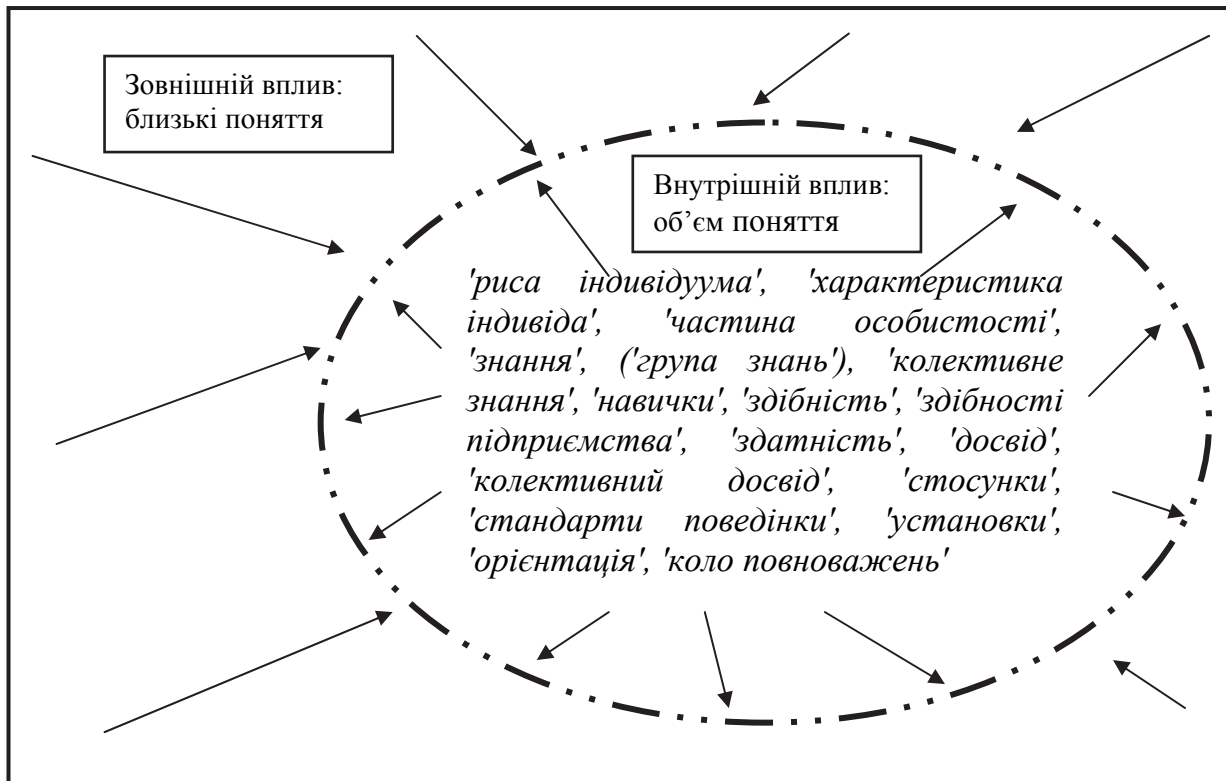 Зовнішній вплив:
близькі поняття
Внутрішній вплив:
об’єм поняття
'риса індивідуума', 'характеристика
індивіда', 'частина особистості',
'знання', ('група знань'), 'колективне
знання', 'навички', 'здібність', 'здібності
підприємства', 'здатність', 'досвід',
'колективний досвід', 'стосунки',
'стандарти поведінки', 'установки',
'орієнтація', 'коло повноважень'